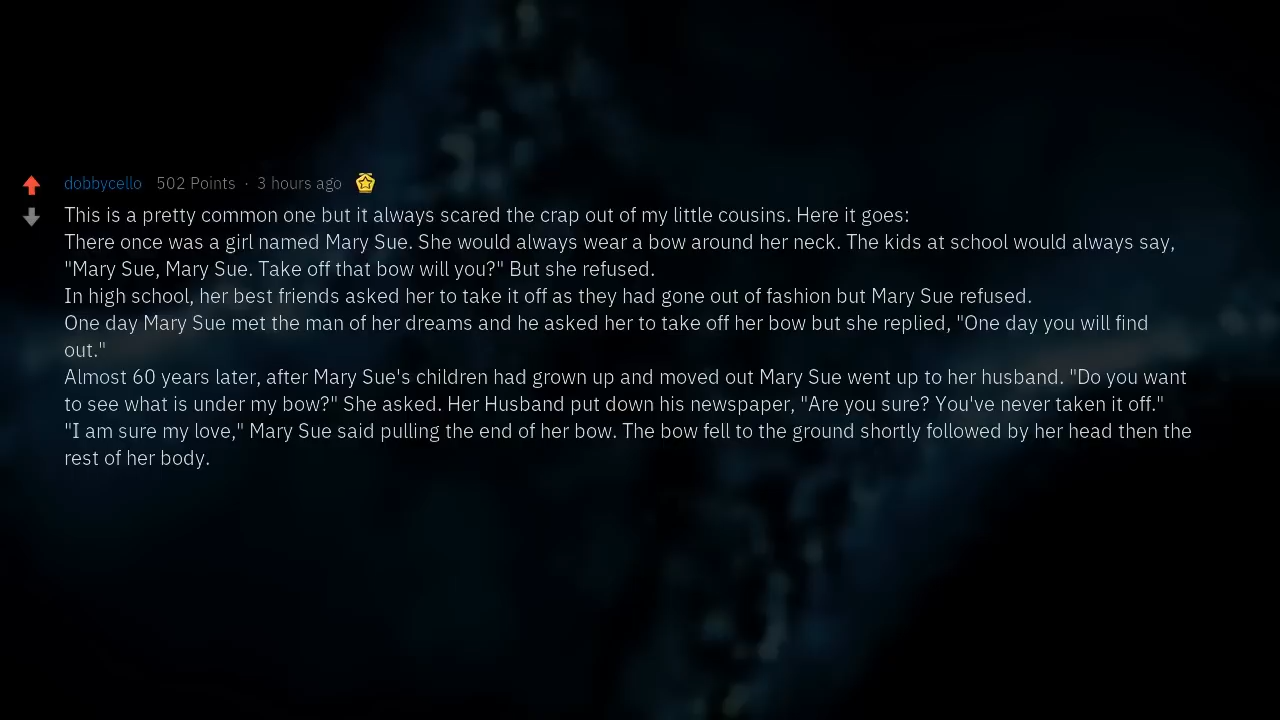 dobbycello 502 Points · 3 hours ago
This is a pretty common one but it always scared the crap out of my little cousins. Here it goes:
There once was a girl named Mary Sue. She would always wear a bow around her neck. The kids at school would always say,
"Mary Sue, Mary Sue. Take off that bow will you?" But she refused.
In high school, her best friends asked her to take it off as they had gone out of fashion but Mary Sue refused.
One day Mary Sue met the man of her dreams and he asked her to take off her bow but she replied, "One day you will find
out."
Almost 60 years later, after Mary Sue's children had grown up and moved out Mary Sue went up to her husband. "Do you want
to see what is under my bow?" She asked. Her Husband put down his newspaper, "Are you sure? You've never taken it off."
"I am sure my love," Mary Sue said pulling the end of her bow. The bow fell to the ground shortly followed by her head then the
rest of her body.